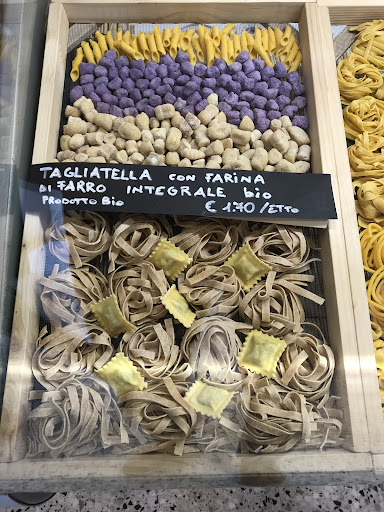 TAGLIATELLA CON FARINA
DI FARRO INTEGRALE bio
PRODOTTO BIO € 1.70/ETTO